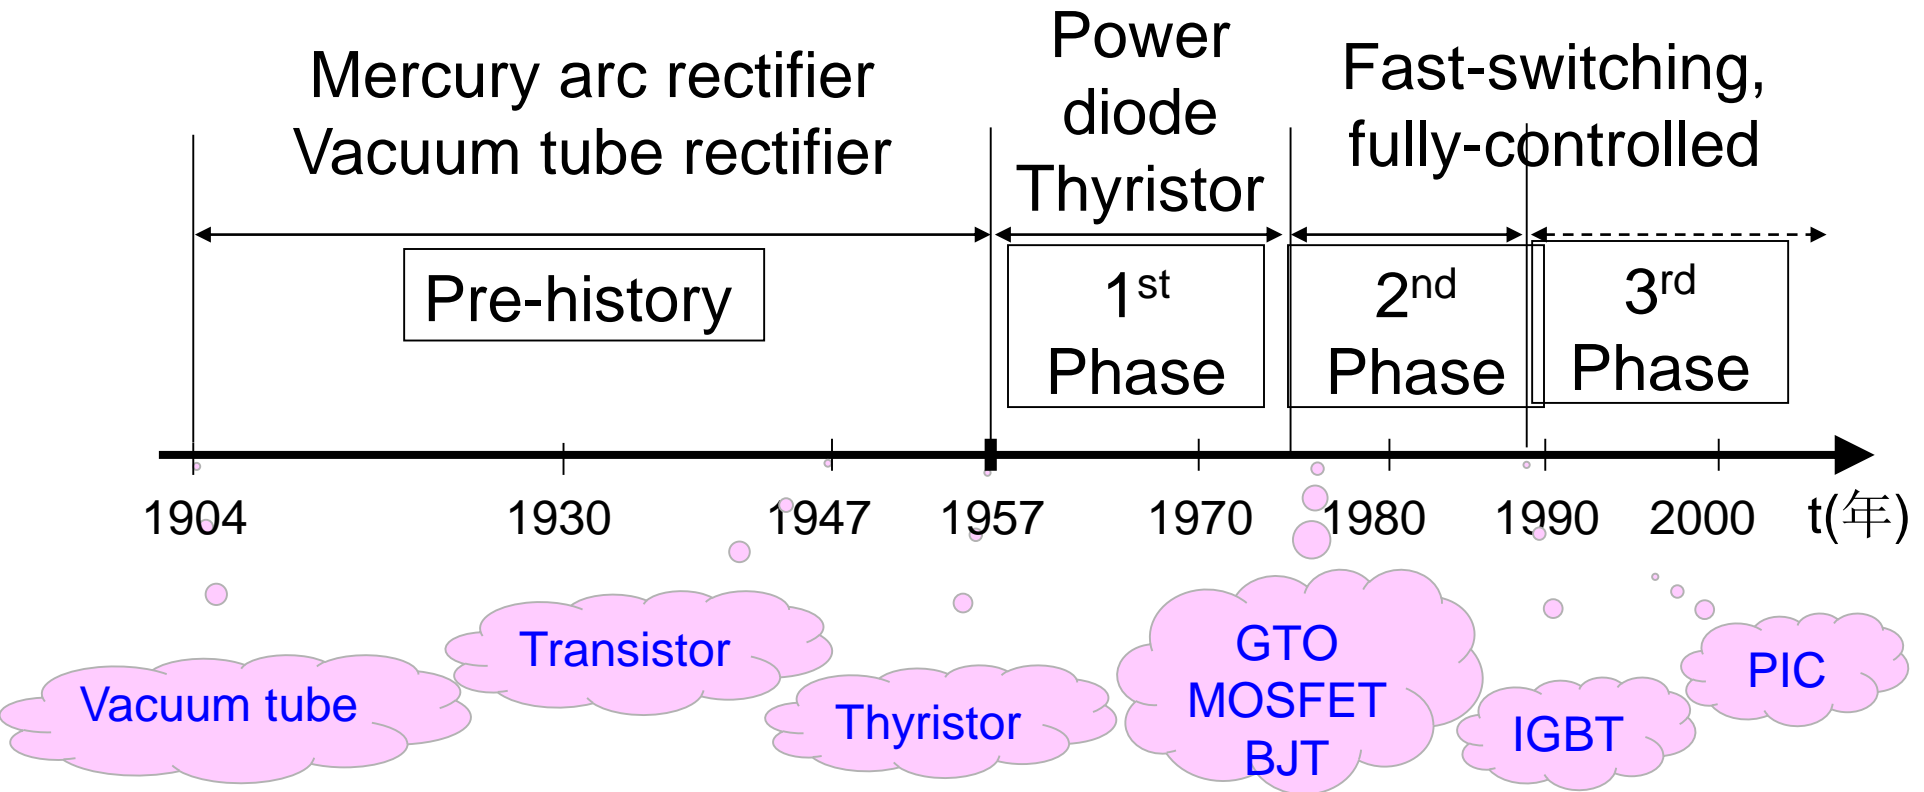 Mercury arc rectifier
Vacuum tube rectifier
Power
diode
Thyristor
Fast-switching,
fully-controlled
Pre-history
1st
Phase
2nd
Phase
3rd
Phase
1904
1930
1947
1957
1970
1980
1990
2000
t(年)
Vacuum tube
Transistor
Thyristor
GTO
MOSFET
BJT
IGBT
PIC